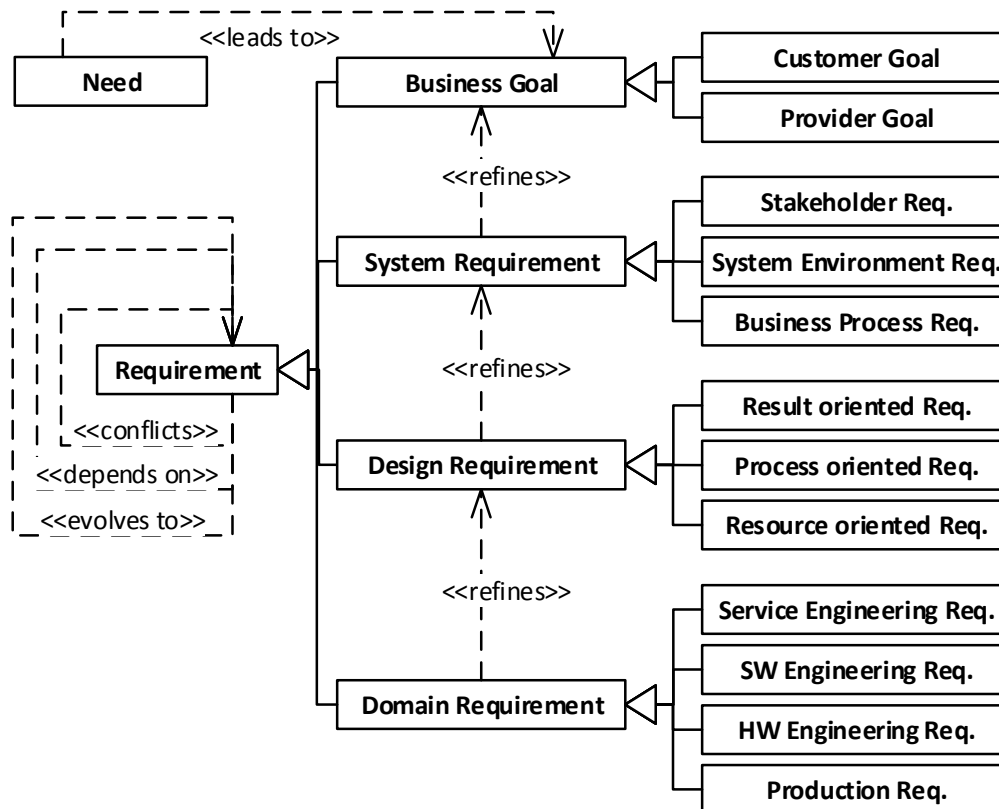 <<leads to>>
Need
Business Goal
Customer Goal
Provider Goal
<<refines>>
Stakeholder Req.
System Requirement
System Environment Req.
Business Process Req.
Requirement
<<refines>>
<<conflicts>>
<<depends on>>
<<evolves to>>
Result oriented Req.
Design Requirement
Process oriented Req.
Resource oriented Req.
<<refines>>
Service Engineering Req.
SW Engineering Req.
Domain Requirement
HW Engineering Req.
Production Req.